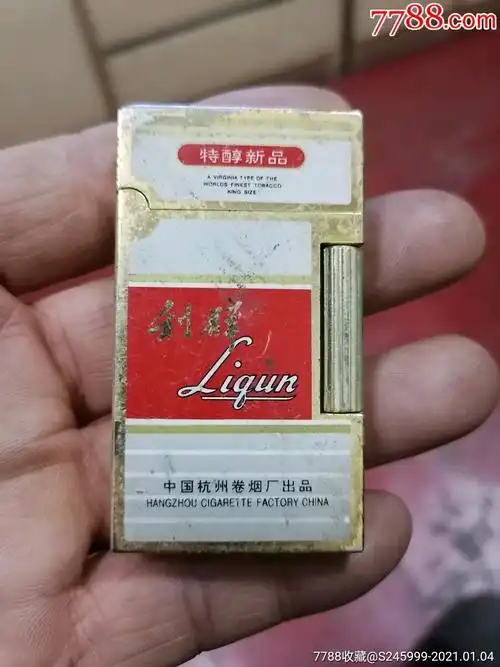 7788.com
特醇新品
A VIRGINIA TYPE OF THE
WORLDS FINEST TOBACCO
KING SIZE
利群
Liqun
中国杭州卷烟厂出品
HANGZHOU CIGARETTE FACTORY CHINA
7788收藏@S245999-2021.01.04